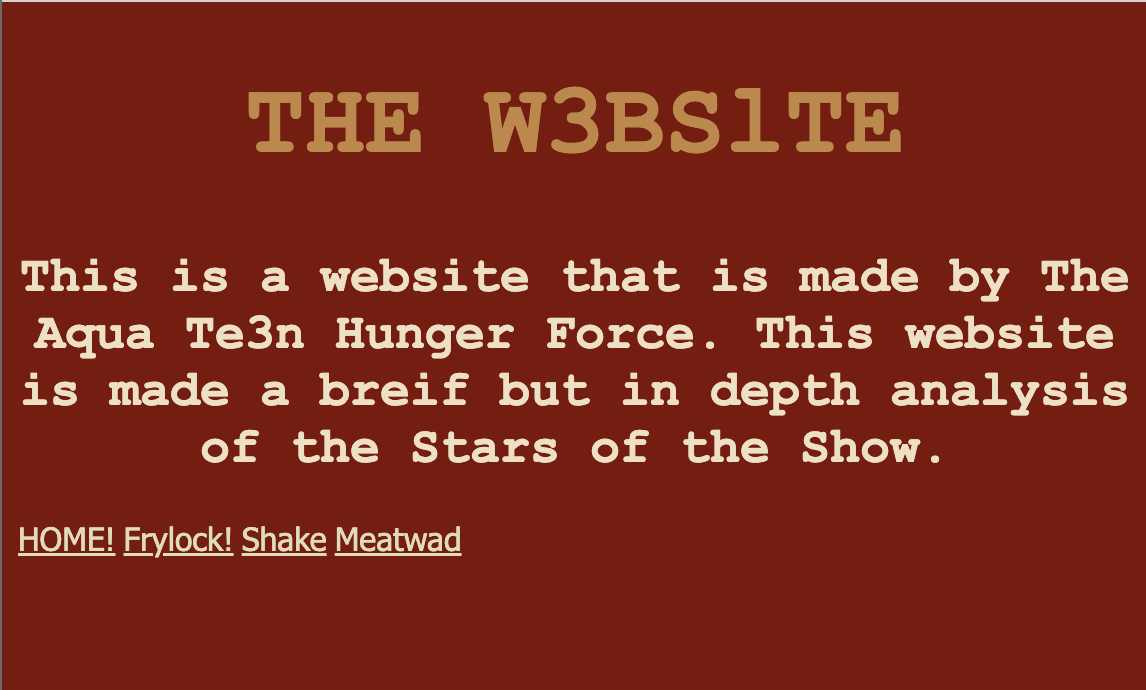 THE W3BS1TE
This is a website that is made by The
Aqua Te3n Hunger Force. This website
is made a breif but in depth analysis
of the Stars of the Show.
HOME! Frylock! Shake Meatwad